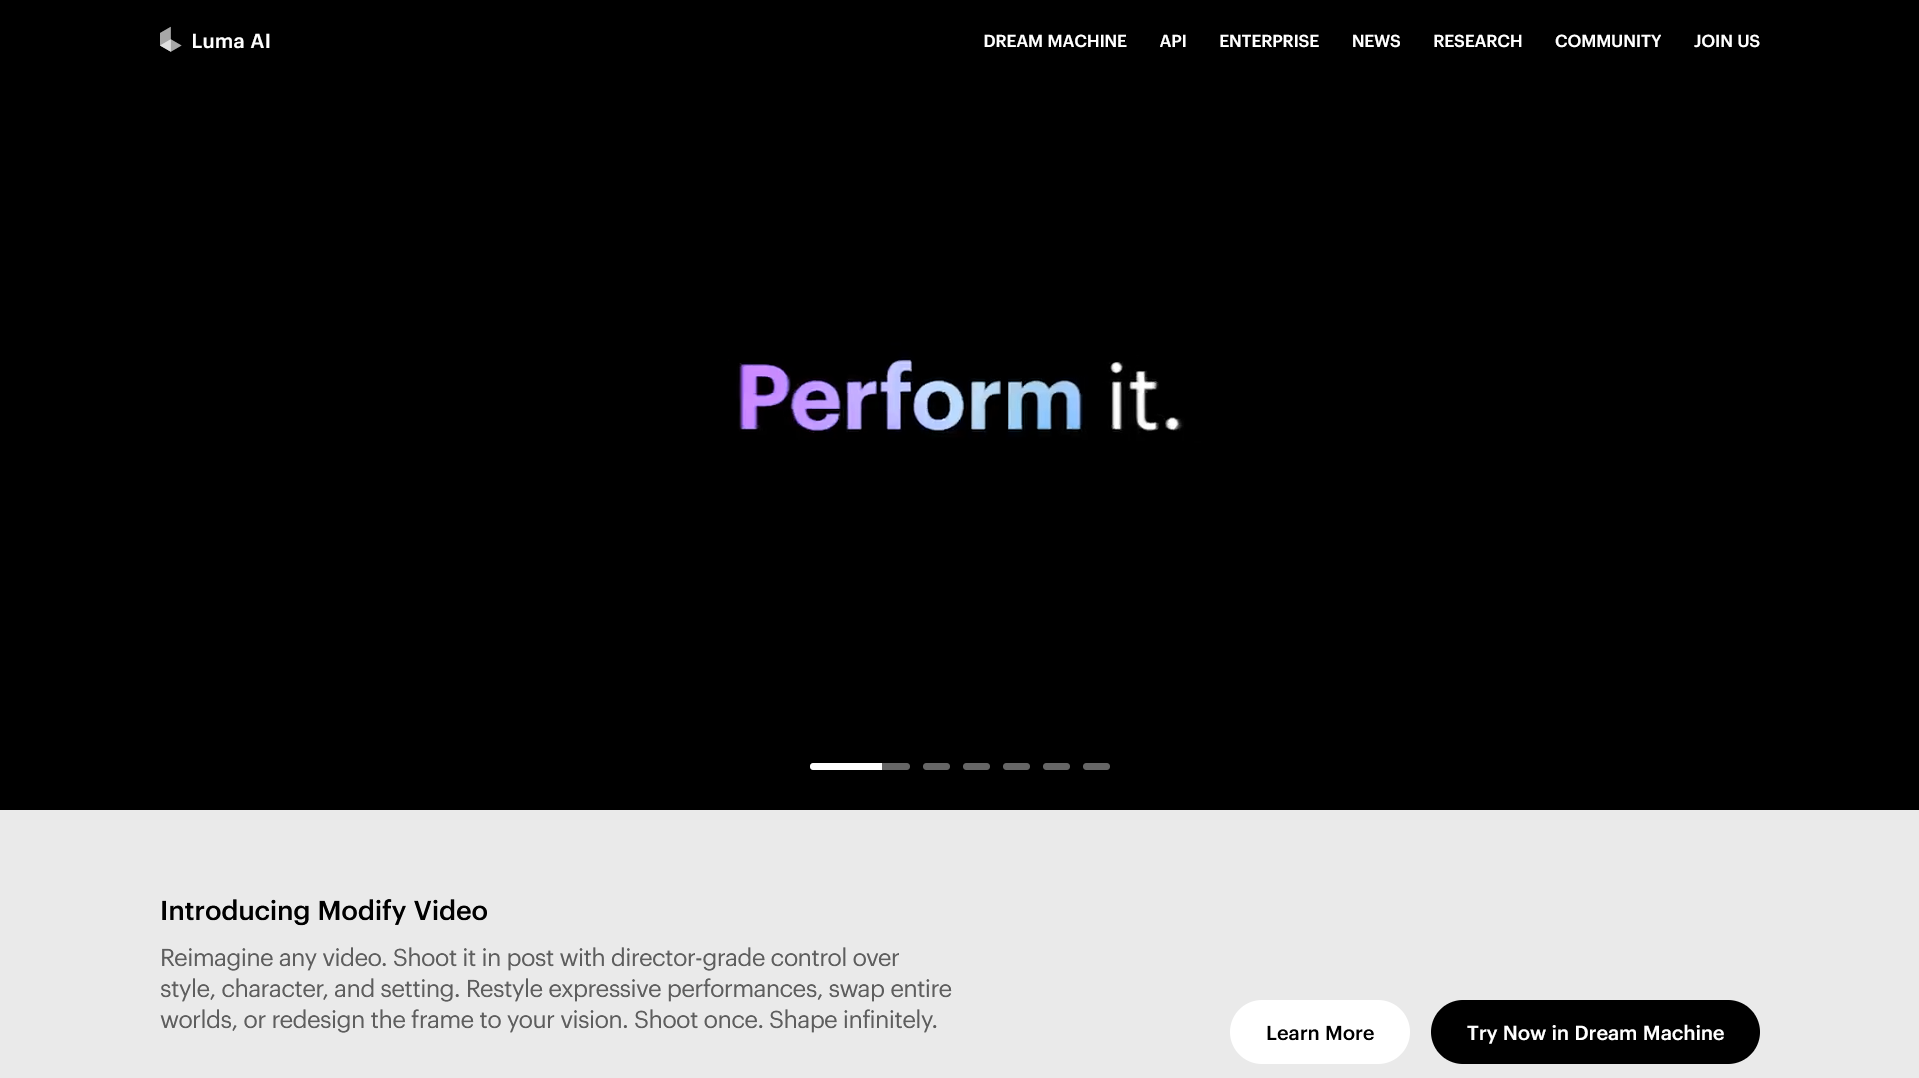 Luma AI
DREAM MACHINE
API
ENTERPRISE
NEWS
RESEARCH
COMMUNITY
JOIN US
Perform it.
Introducing Modify Video
Reimagine any video. Shoot it in post with director-grade control over
style, character, and setting. Restyle expressive performances, swap entire
worlds, or redesign the frame to your vision. Shoot once. Shape infinitely.
Learn More
Try Now in Dream Machine